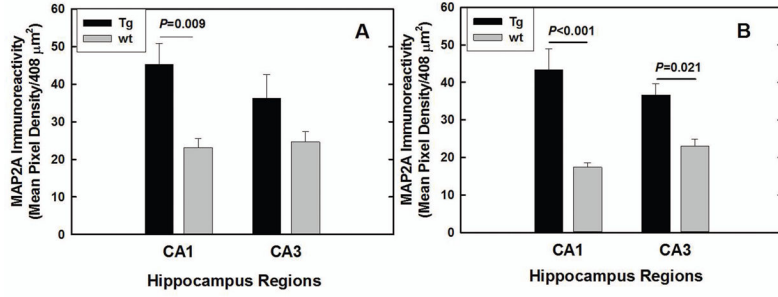 Tg
wt
P=0.009
A
60
50
40
30
20
10
0
MAP2A Immunoreactivity
(Mean Pixel Density/408 μm2)
CA1 CA3
Hippocampus Regions
Tg
wt
P<0.001
P=0.021
B
60
50
40
30
20
10
0
MAP2A Immunoreactivity
(Mean Pixel Density/408 μm2)
CA1 CA3
Hippocampus Regions